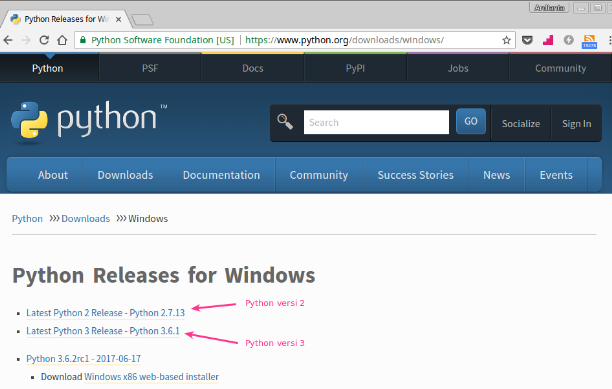 Python Releases for Win
Ardianta
Python Software Foundation [US] | https://www.python.org/downloads/windows/
Python PSF Docs PyPI Jobs Community
python™
Search GO Socialize Sign In
About Downloads Documentation Community Success Stories News Events
Python >>> Downloads >>> Windows
Python Releases for Windows
Latest Python 2 Release - Python 2.7.13
Python versi 2
Latest Python 3 Release - Python 3.6.1
Python versi 3
Python 3.6.2rc1 - 2017-06-17
Download Windows x86 web-based installer